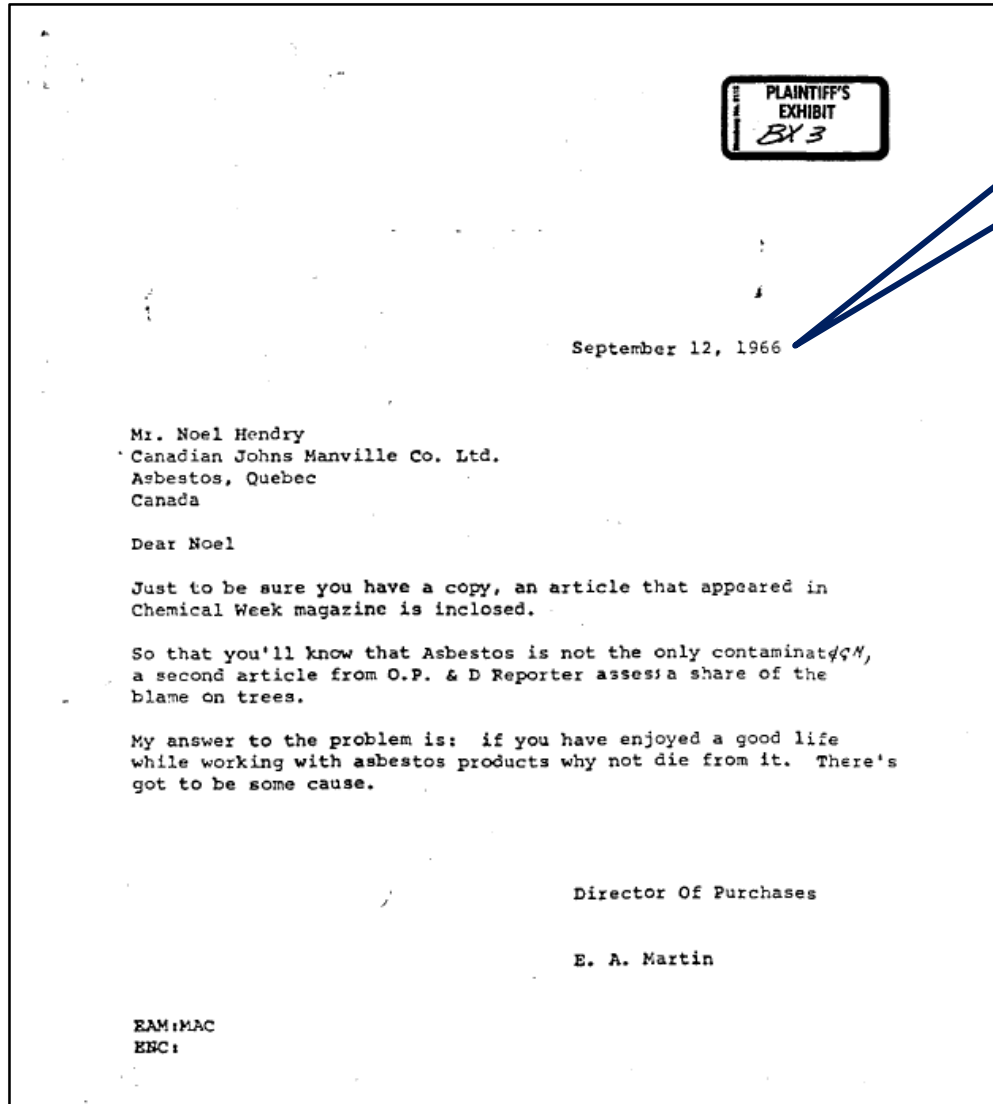 PLAINTIFF'S
EXHIBIT
BX 3
September 12, 1966
Mr. Noel Hendry
Canadian Johns Manville Co. Ltd.
Asbestos, Quebec
Canada
Dear Noel
Just to be sure you have a copy, an article that appeared in
Chemical Week magazine is inclosed.
So that you'll know that Asbestos is not the only
a second article from O.P. & D Reporter a share of the
blame on trees.
My answer to the problem is: if you have enjoyed a good life
while working with asbestos products why not die from it. There's
got to be some cause.
Director Of Purchases
E. A. Martin
EAM:MAC
ENC: